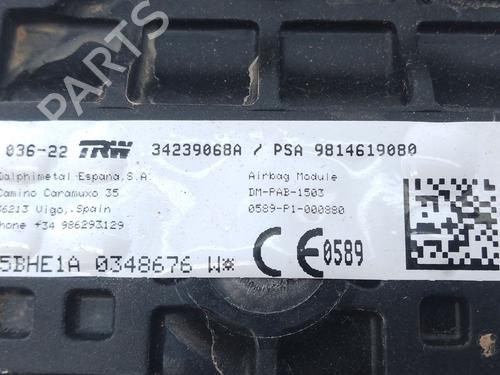 PARTS
036-22 TRW 34239068A / PSA 9814619080
Dalphimetal Espana, S.A.
Camino Caramuxo 35
36213 Vigo, Spain
Phone +34 986293129
Airbag Module
DM-PAB-1503
0589-P1-000880
5BHE1A 0348676 W* CE 0589